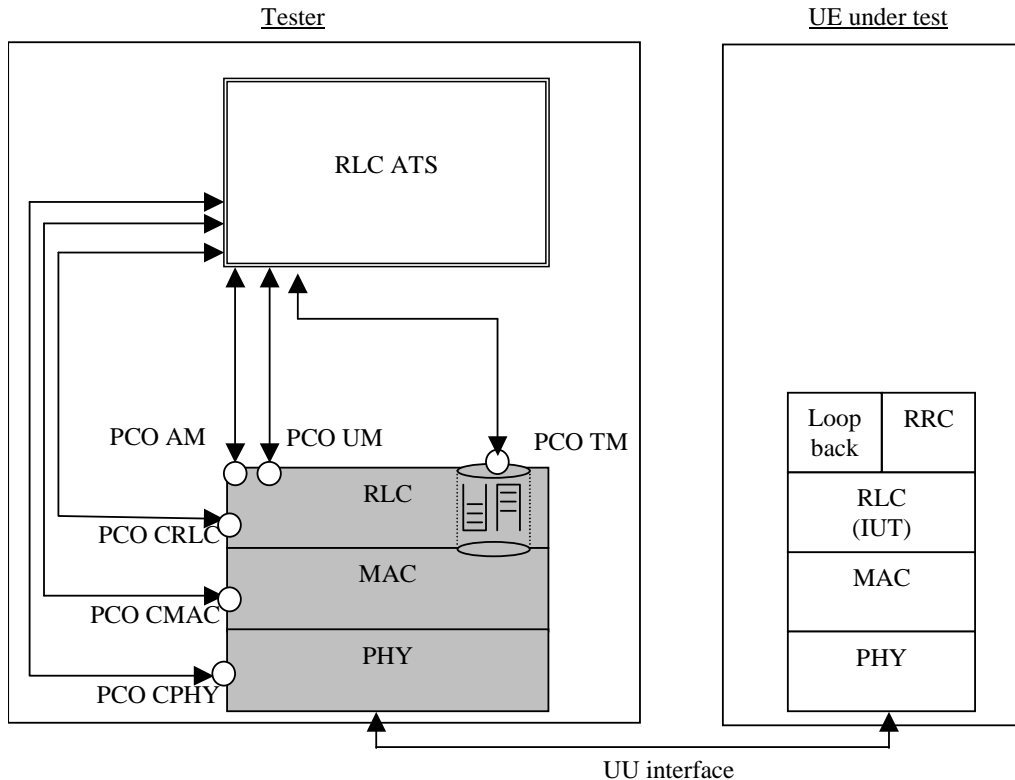 Tester
UE under test
RLC ATS
PCO AM
PCO UM
PCO TM
Loop
back
RRC
RLC
RLC
(IUT)
PCO CRLC
MAC
MAC
PCO CMAC
PHY
PHY
PCO CPHY
UU interface